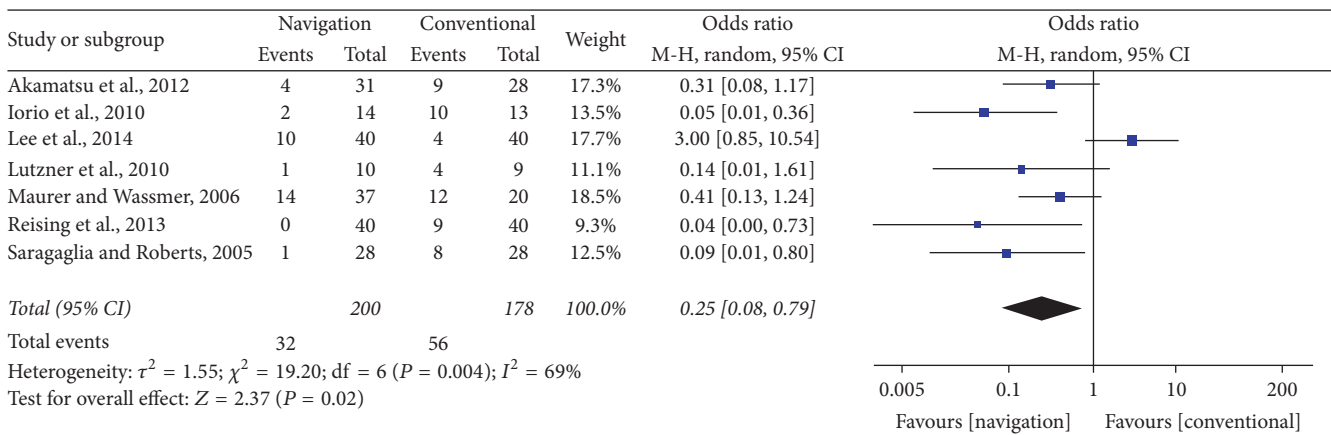 Study or subgroup Navigation Conventional Weight Odds ratio Odds ratio
Events Total Events Total M-H, random, 95% CI M-H, random, 95% CI
Akamatsu et al., 2012 4 31 9 28 17.3% 0.31 [0.08, 1.17]
Iorio et al., 2010 2 14 10 13 13.5% 0.05 [0.01, 0.36]
Lee et al., 2014 10 40 4 40 17.7% 3.00 [0.85, 10.54]
Lutzner et al., 2010 1 10 4 9 11.1% 0.14 [0.01, 1.61]
Maurer and Wassmer, 2006 14 37 12 20 18.5% 0.41 [0.13, 1.24]
Reising et al., 2013 0 40 9 40 9.3% 0.04 [0.00, 0.73]
Saragaglia and Roberts, 2005 1 28 8 28 12.5% 0.09 [0.01, 0.80]
Total (95% CI) 200 178 100.0% 0.25 [0.08, 0.79]
Total events 32 56
Heterogeneity: τ² = 1.55; χ² = 19.20; df = 6 (P = 0.004); I² = 69%
Test for overall effect: Z = 2.37 (P = 0.02)
0.005 0.1 1 10 200
Favours [navigation] Favours [conventional]